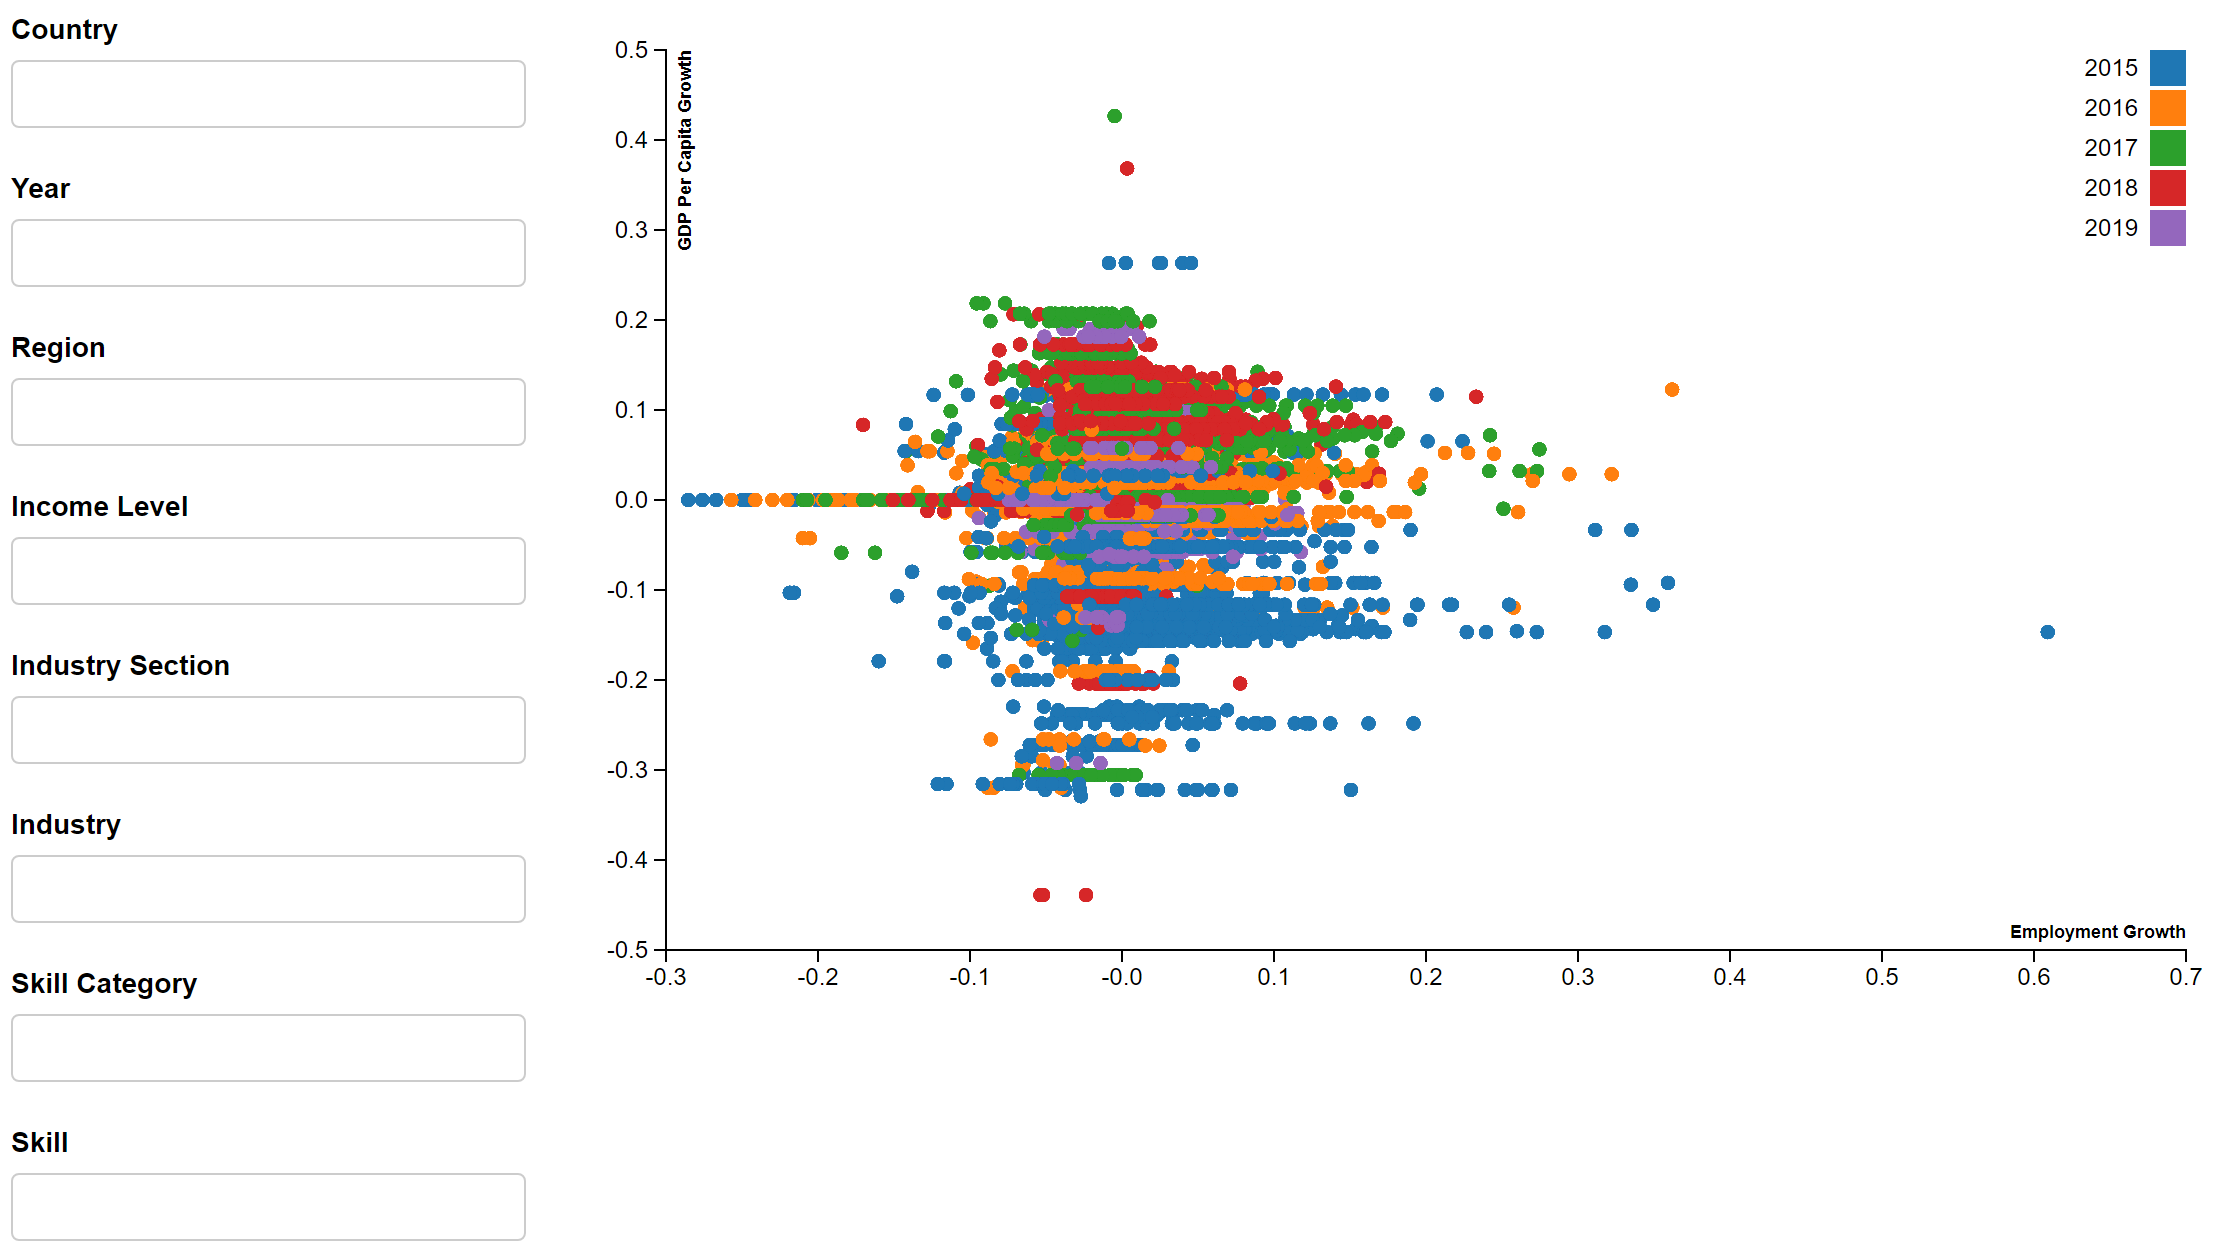 Country
Year
Region
Income Level
Industry Section
Industry
Skill Category
Skill
GDP Per Capita Growth
0.5
0.4
0.3
0.2
0.1
0.0
-0.1
-0.2
-0.3
-0.4
-0.5
2015
2016
2017
2018
2019
Employment Growth
-0.3 -0.2 -0.1 -0.0 0.1 0.2 0.3 0.4 0.5 0.6 0.7